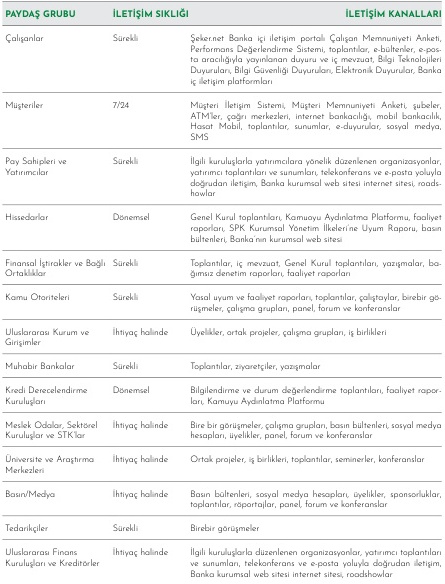 PAYDAŞ GRUBU İLETİŞİM SIKLIĞI İLETİŞİM KANALLARI
Çalışanlar Sürekli Şeker.net Banka içi iletişim portalı Çalışan Memnuniyeti Anketi,
Performans Değerlendirme Sistemi, toplantılar, e-bültenler, e-pos-
ta aracılığıyla yayınlanan duyuru ve iç mevzuat, Bilgi Teknolojileri
Duyuruları, Bilgi Güvenliği Duyuruları, Elektronik Duyurular, Banka
iç iletişim platformları
Müşteriler 7/24 Müşteri İletişim Sistemi, Müşteri Memnuniyeti Anketi, şubeler,
ATM'ler, çağrı merkezleri, internet bankacılığı, mobil bankacılık,
Hasat Mobil, toplantılar, sunumlar, e-duyurular, sosyal medya,
SMS
Pay Sahipleri ve Sürekli İlgili kuruluşlarla yatırımcılara yönelik düzenlenen organizasyonlar,
Yatırımcılar yatırımcı toplantıları ve sunumları, telekonferans ve e-posta yoluyla
doğrudan iletişim, Banka kurumsal web sitesi internet sitesi, roads-
howlar
Hissedarlar Dönemsel Genel Kurul toplantıları, Kamuoyu Aydınlatma Platformu, faaliyet
raporları, SPK Kurumsal Yönetim İlkeleri'ne Uyum Raporu, basın
bültenleri, Banka'nın kurumsal web sitesi
Finansal İştirakler ve Bağlı Sürekli Toplantılar, iç mevzuat, Genel Kurul toplantıları, yazışmalar, ba-
Ortaklıklar ğımsız denetim raporları, faaliyet raporları
Kamu Otoriteleri Sürekli Yasal uyum ve faaliyet raporları, toplantılar, çalıştaylar, birebir gö-
rüşmeler, çalışma grupları, panel, forum ve konferanslar
Uluslararası Kurum ve İhtiyaç halinde Üyelikler, ortak projeler, çalışma grupları, iş birlikleri
Girişimler
Muhabir Bankalar Sürekli Toplantılar, ziyaretçiler, yazışmalar
Kredi Derecelendirme Dönemsel Bilgilendirme ve durum değerlendirme toplantıları, faaliyet rapor-
Kuruluşları ları, Kamuyu Aydınlatma Platformu
Meslek Odalar, Sektörel İhtiyaç halinde Bire bir görüşmeler, çalışma grupları, basın bültenleri, sosyal medya
Kuruluşlar ve STK'lar hesapları, üyelikler, panel, forum ve konferanslar
Üniversite ve Araştırma İhtiyaç halinde Ortak projeler, iş birlikleri, toplantılar, seminerler, konferanslar
Merkezleri
Basın/Medya İhtiyaç halinde Basın bültenleri, sosyal medya hesapları, üyelikler, sponsorluklar,
toplantılar, röportajlar, panel, forum ve konferanslar
Tedarikçiler Sürekli Birebir görüşmeler
Uluslararası Finans İhtiyaç halinde İlgili kuruluşlarla düzenlenen organizasyonlar, yatırımcı toplantıları
Kuruluşları ve Kreditörler ve sunumları, telekonferans ve e-posta yoluyla doğrudan iletişim,
Banka kurumsal web sitesi internet sitesi, roadshowlar